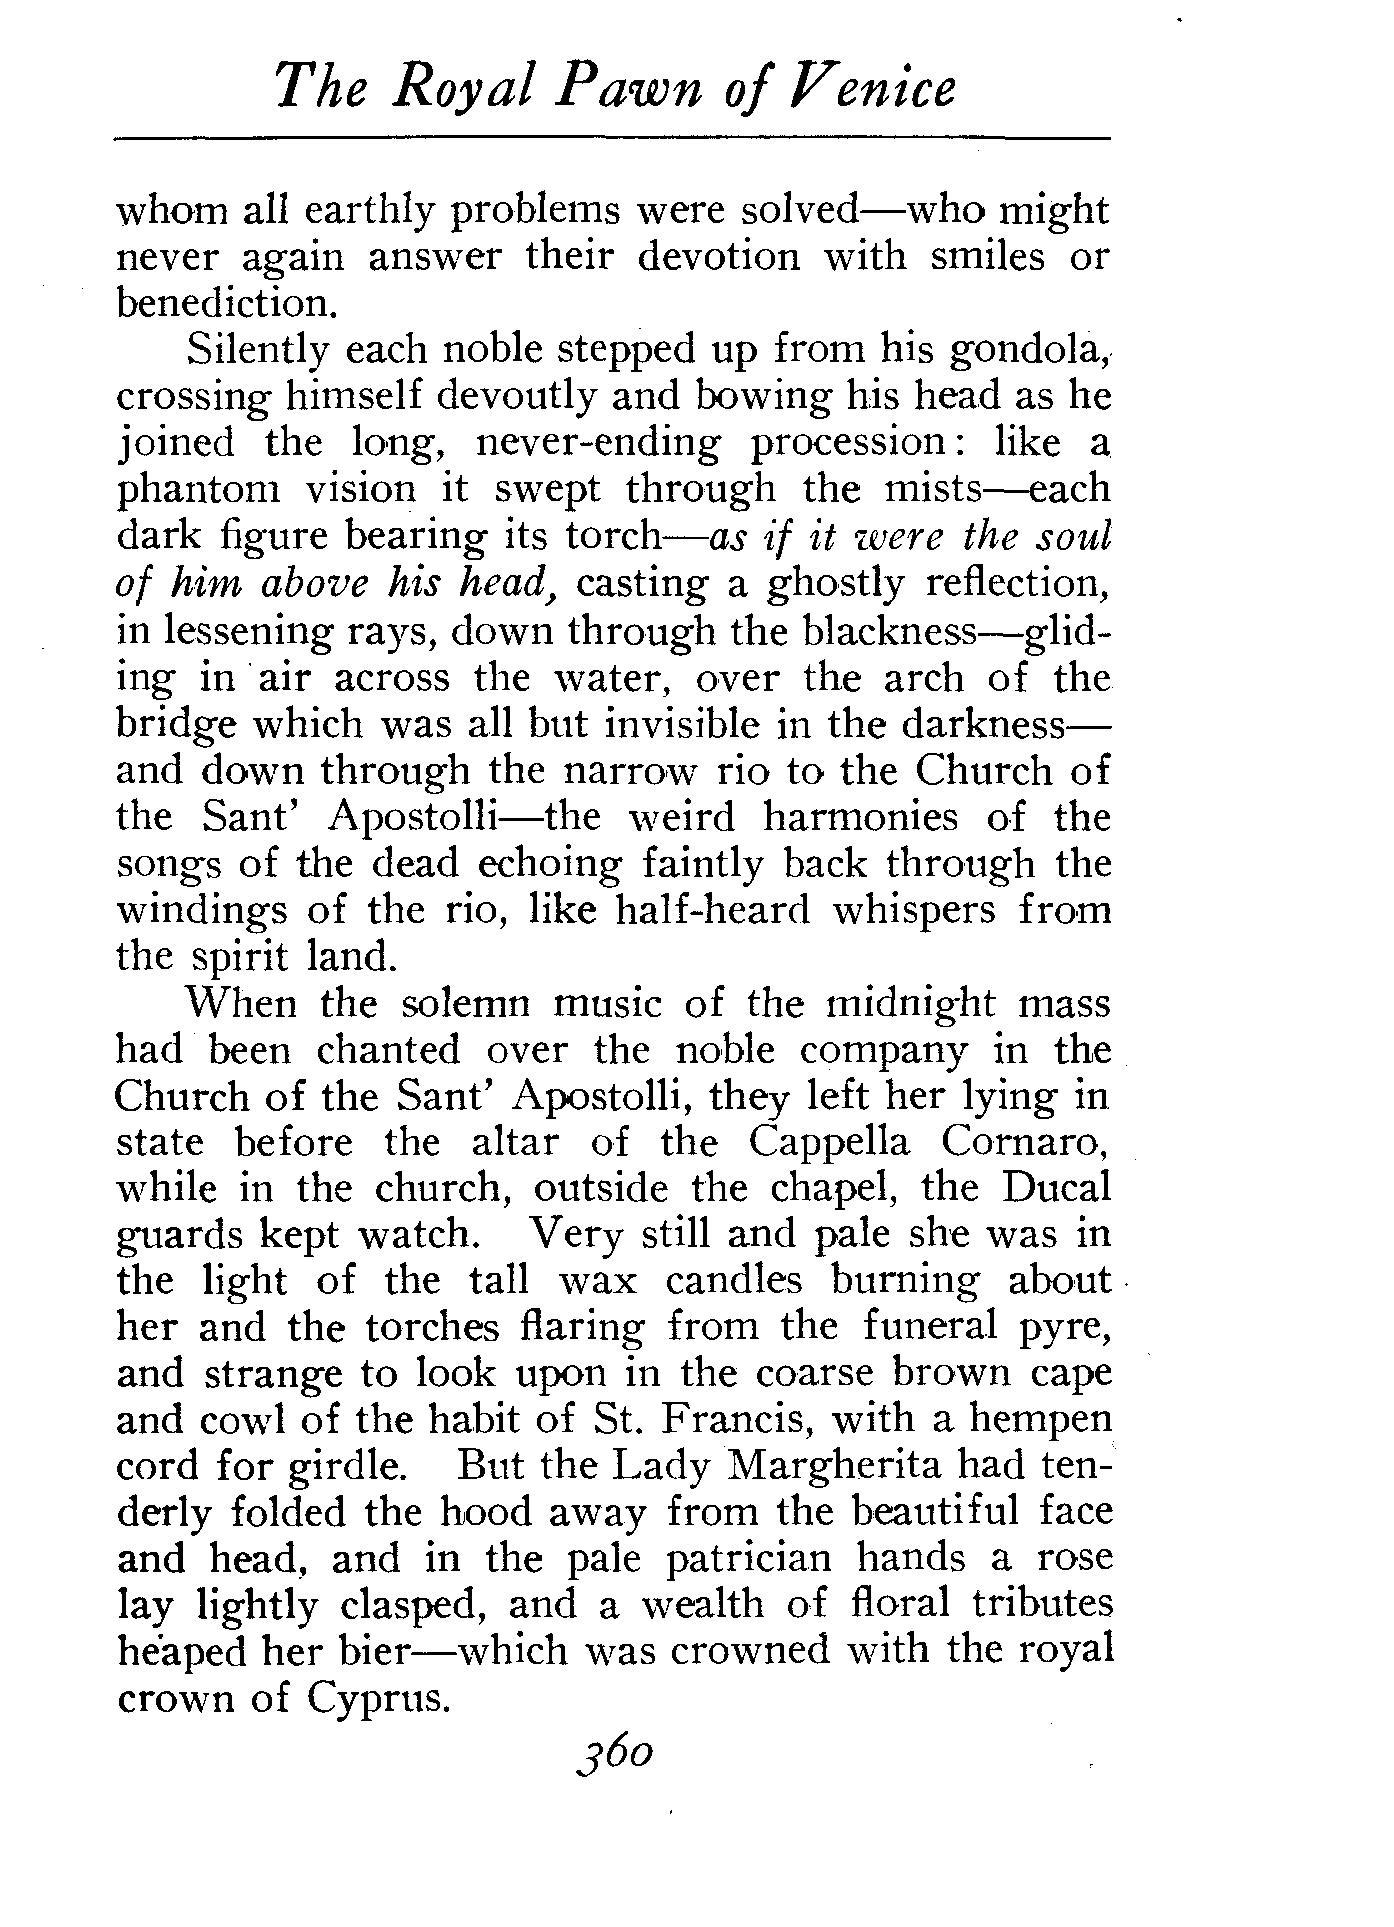 The Royal Pawn of Venice
whom all earthly problems were solved—who might
never again answer their devotion with smiles or
benediction.
Silently each noble stepped up from his gondola,
crossing himself devoutly and bowing his head as he
joined the long, never-ending procession: like a
phantom vision it swept through the mists—each
dark figure bearing its torch—as if it were the soul
of him above his head, casting a ghostly reflection,
in lessening rays, down through the blackness—glid-
ing in air across the water, over the arch of the
bridge which was all but invisible in the darkness—
and down through the narrow rio to the Church of
the Sant' Apostolli—the weird harmonies of the
songs of the dead echoing faintly back through the
windings of the rio, like half-heard whispers from
the spirit land.
When the solemn music of the midnight mass
had been chanted over the noble company in the
Church of the Sant' Apostolli, they left her lying in
state before the altar of the Cappella Cornaro,
while in the church, outside the chapel, the Ducal
guards kept watch. Very still and pale she was in
the light of the tall wax candles burning about
her and the torches flaring from the funeral pyre,
and strange to look upon in the coarse brown cape
and cowl of the habit of St. Francis, with a hempen
cord for girdle. But the Lady Margherita had ten-
derly folded the hood away from the beautiful face
and head, and in the pale patrician hands a rose
lay lightly clasped, and a wealth of floral tributes
heaped her bier—which was crowned with the royal
crown of Cyprus.
360